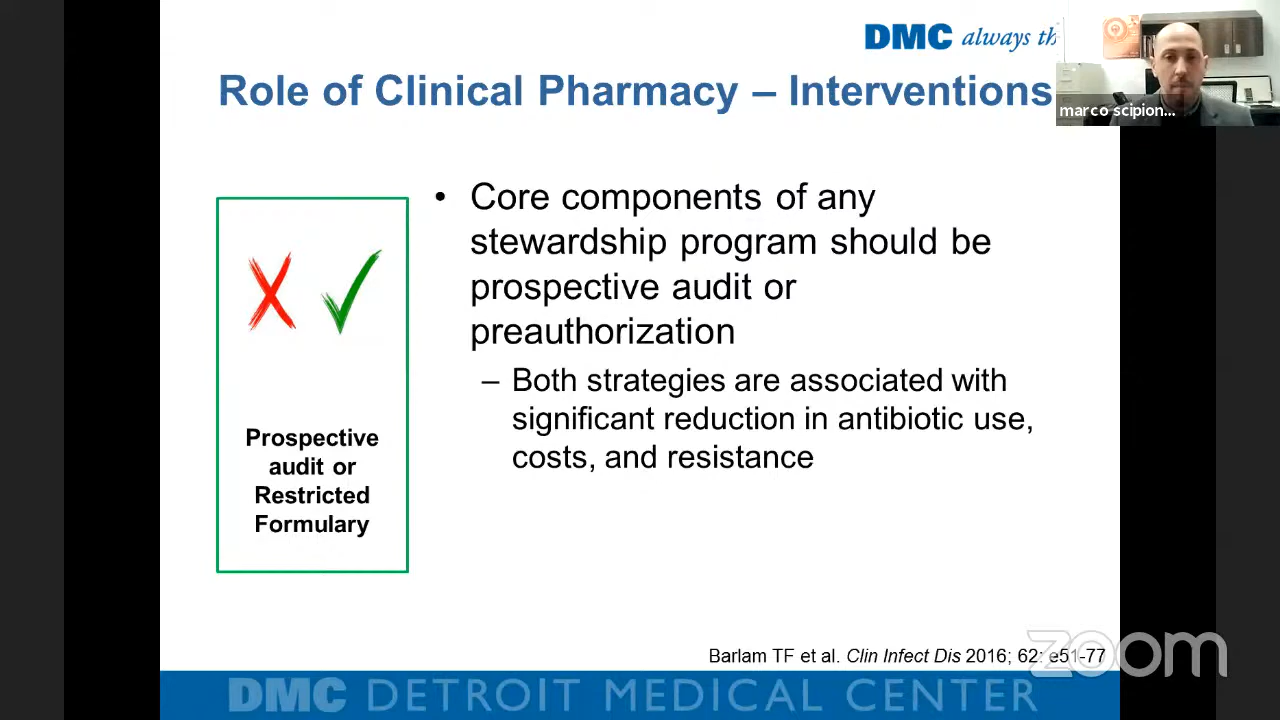 DMC always th
Role of Clinical Pharmacy – Interventions
marco scipion...
• Core components of any
stewardship program should be
prospective audit or
preauthorization
– Both strategies are associated with
significant reduction in antibiotic use,
costs, and resistance
Prospective
audit or
Restricted
Formulary
Barlam TF et al. Clin Infect Dis 2016; 62: e51-77
zoom
DMC DETROIT MEDICAL CENTER